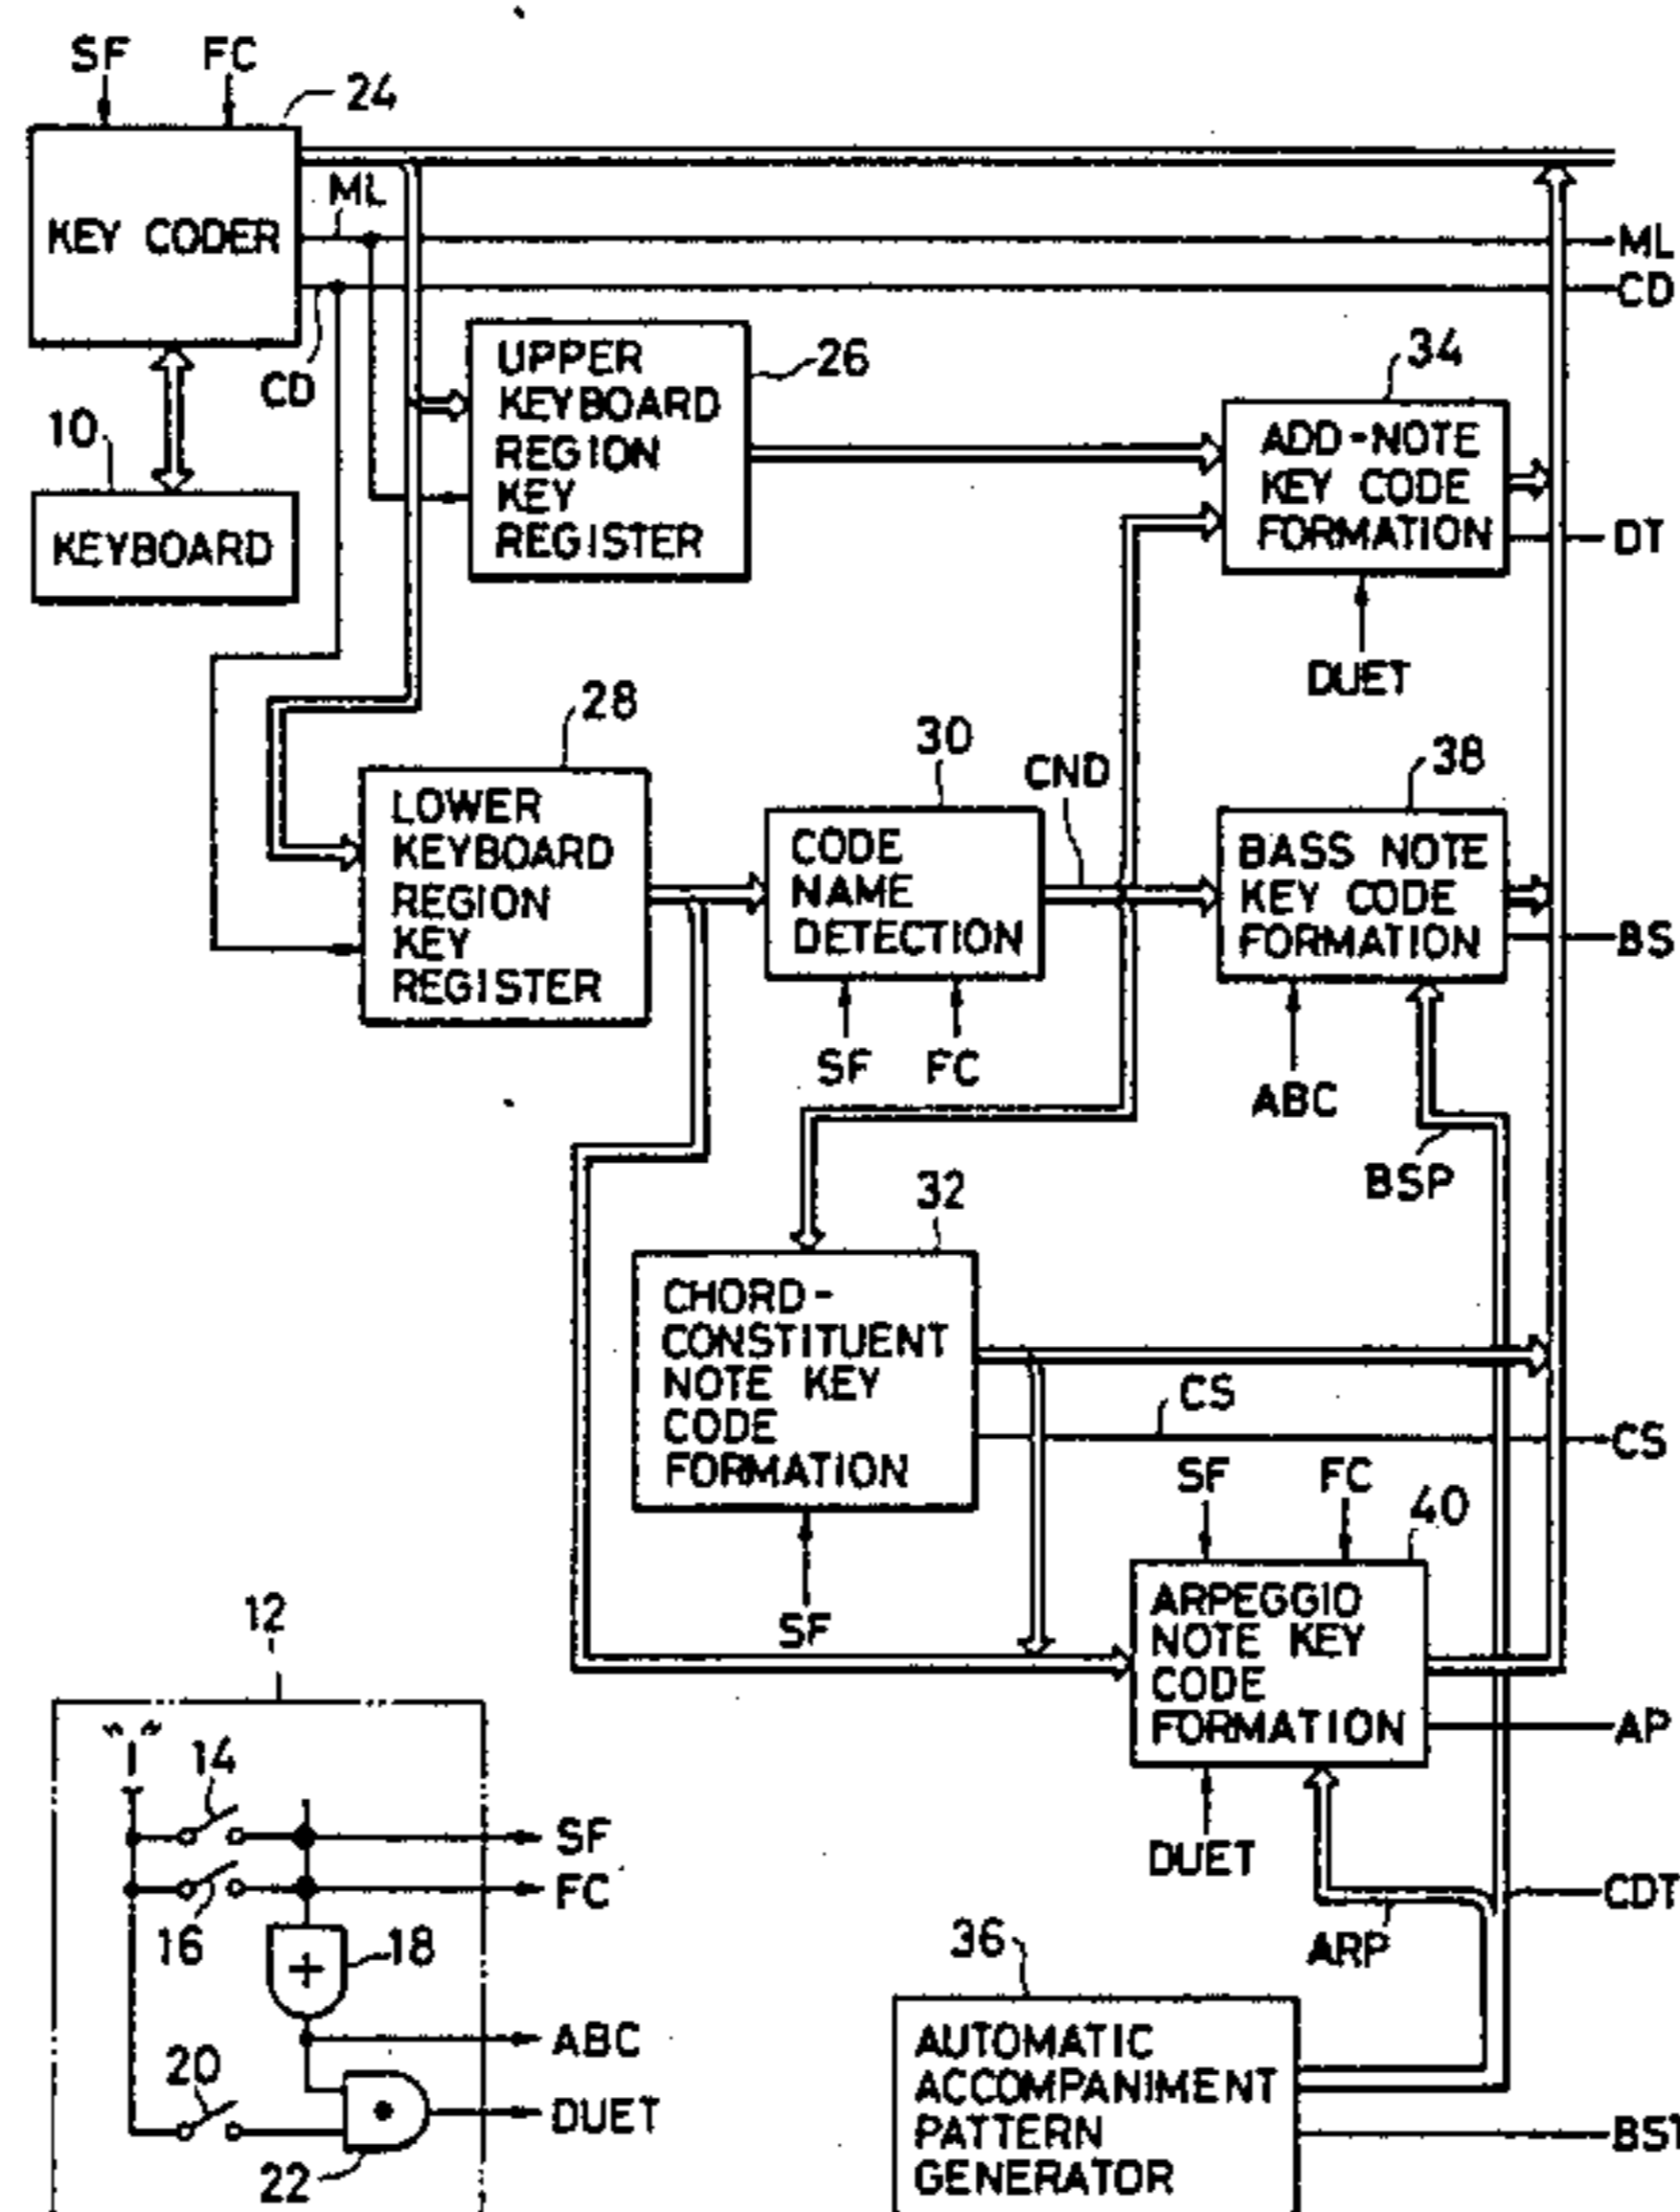 SF FC
24
KEY CODER
ML
ML
CD
CD
10
KEYBOARD
UPPER
KEYBOARD
REGION
KEY
REGISTER
26
34
ADD-NOTE
KEY CODE
FORMATION
DT
DUET
28
LOWER
KEYBOARD
REGION
KEY
REGISTER
30
CODE
NAME
DETECTION
SF FC
CND
38
BASS NOTE
KEY CODE
FORMATION
BS
ABC
BSP
32
CHORD-
CONSTITUENT
NOTE KEY
CODE
FORMATION
SF
CS
CS
SF FC
40
ARPEGGIO
NOTE KEY
CODE
FORMATION
AP
DUET
ARP
CDT
12
"1"
14
SF
16
FC
18
+
ABC
20
DUET
22
36
AUTOMATIC
ACCOMPANIMENT
PATTERN
GENERATOR
BST